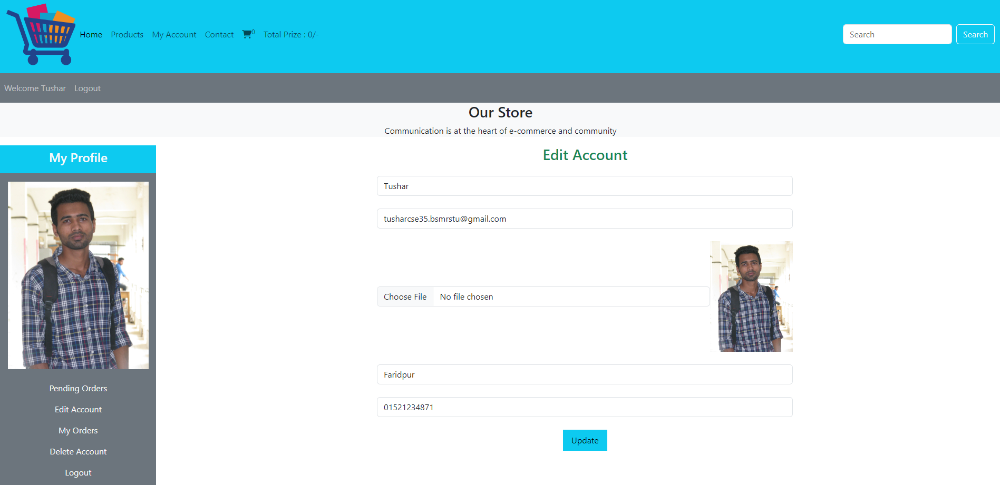 Home Products My Account Contact 0 Total Prize : 0/- Search Search
Welcome Tushar Logout
Our Store
Communication is at the heart of e-commerce and community
My Profile
Pending Orders
Edit Account
My Orders
Delete Account
Logout
Edit Account
Tushar
tusharcse35.bsmrstu@gmail.com
Choose File No file chosen
Faridpur
01521234871
Update